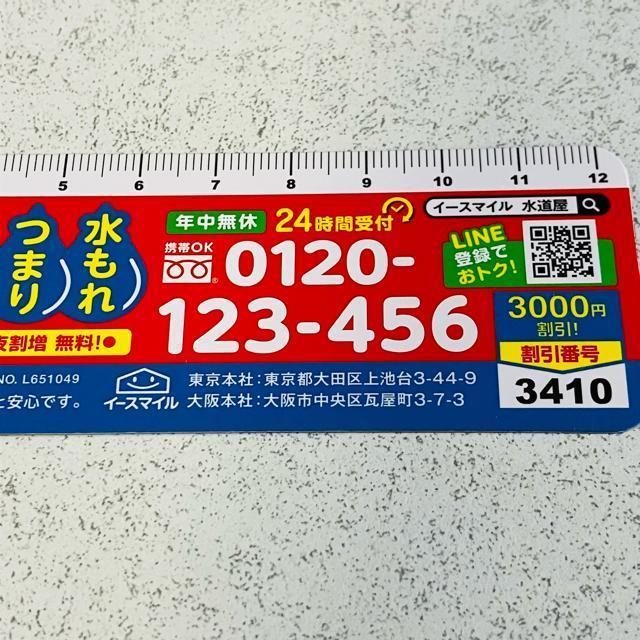 5 6 7 8 9 10 11 12
つまり
水もれ
年中無休 24時間受付
イースマイル 水道屋
携帯OK
0120-
123-456
LINE
登録で
おトク!
3000円
割引!
割引番号
3410
夜割増 無料!
NO. L651049
と安心です。
イースマイル
東京本社:東京都大田区上池台3-44-9
大阪本社:大阪市中央区瓦屋町3-7-3